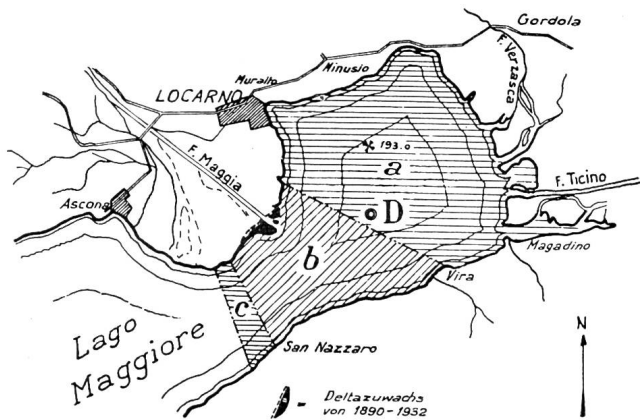 Gordola
F. Verzasca
Minusio
Muralto
LOCARNO
193.0
F. Maggia
a
F. Ticino
Ascona
D
Magadino
b
Vira
c
Lago
Maggiore
San Nazzaro
N
- Deltazuwachs
von 1890-1932